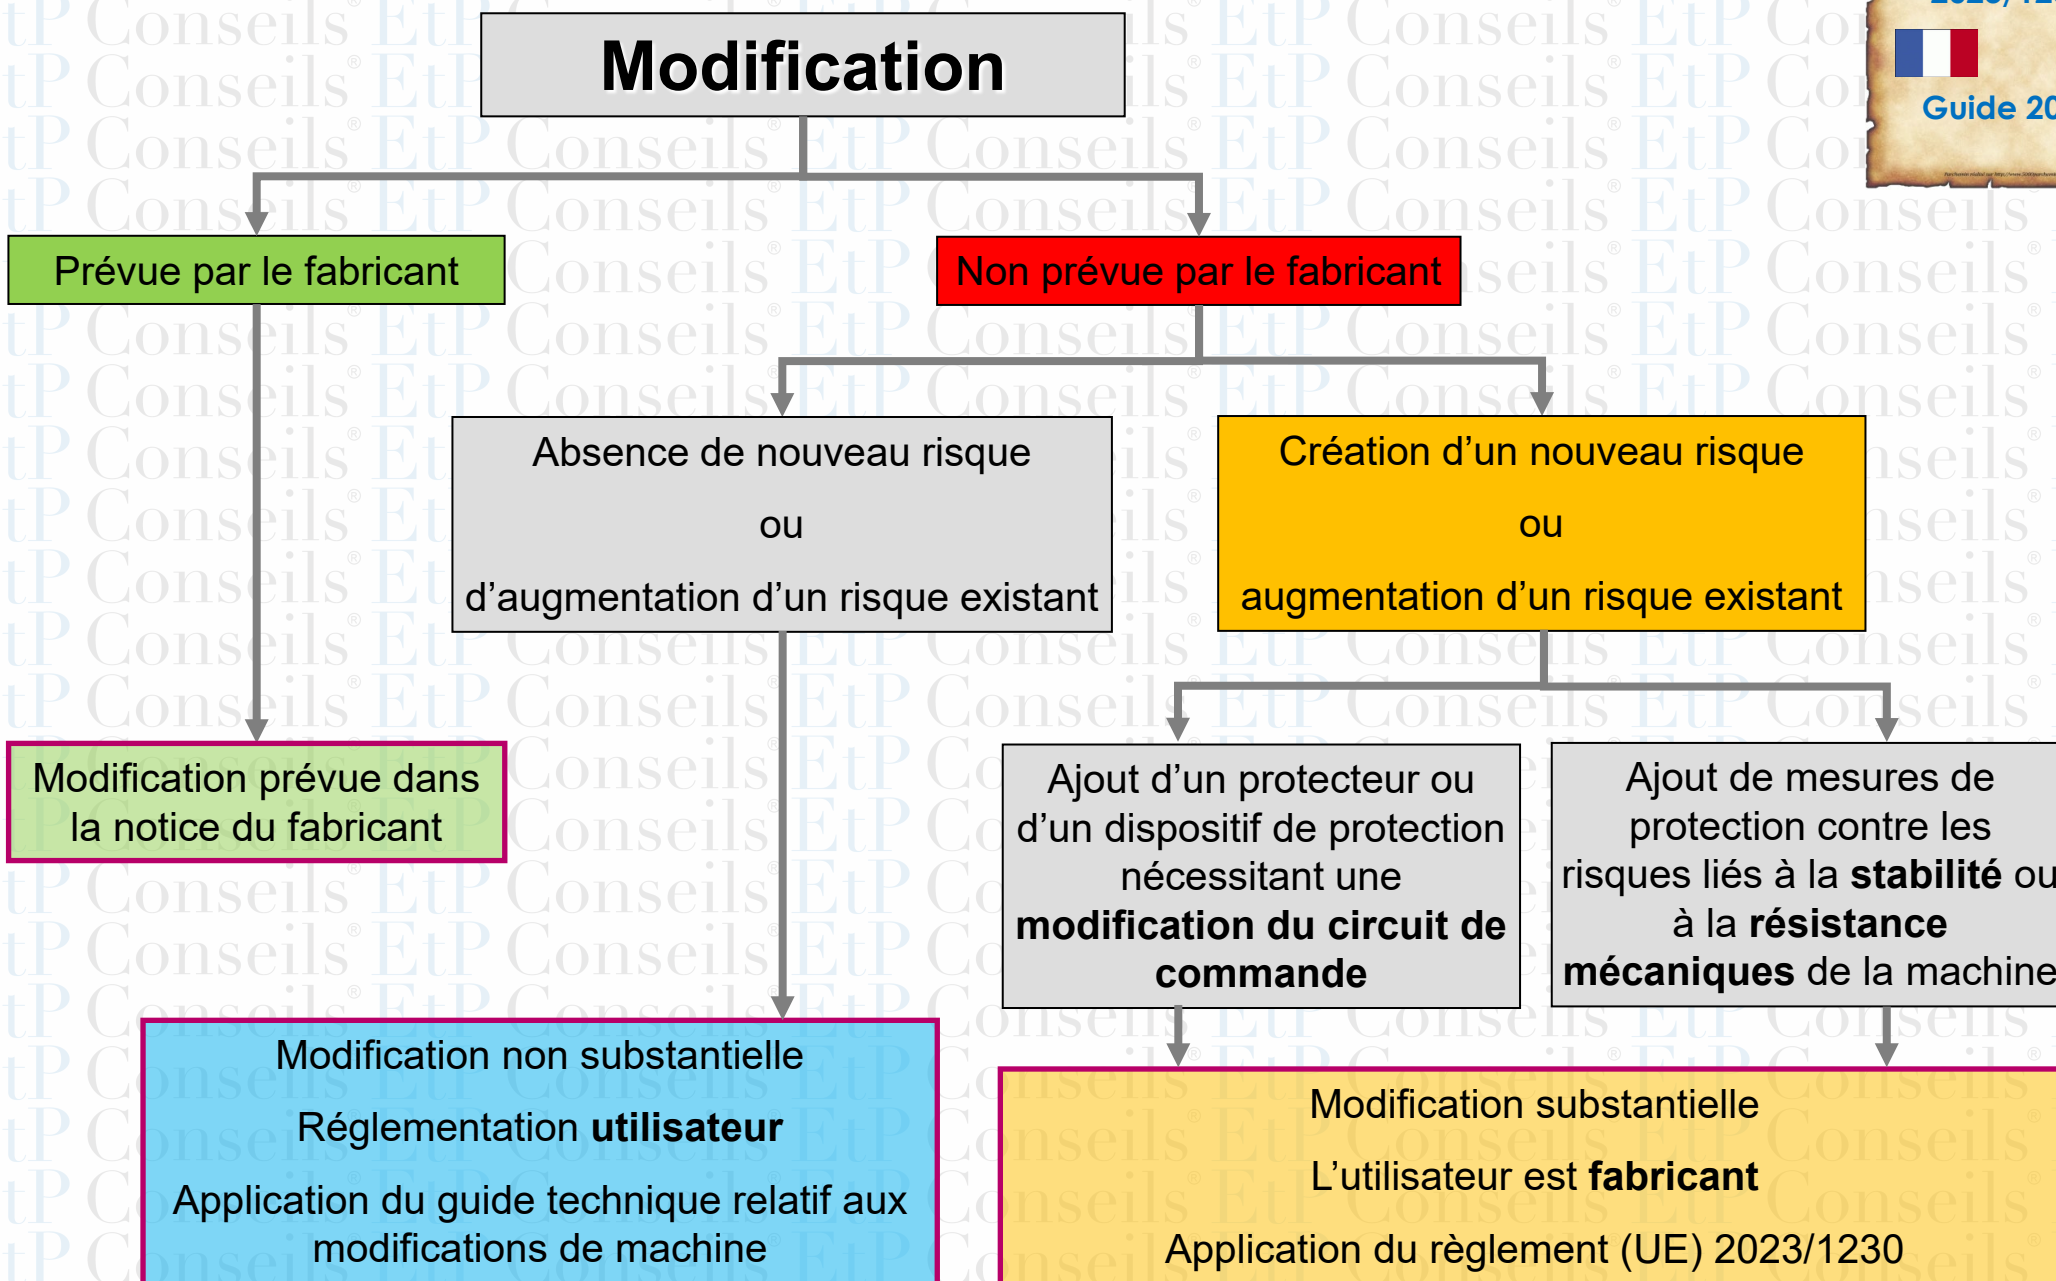 Modification
Guide
Prévue par le fabricant
Non prévue par le fabricant
Absence de nouveau risque
ou
d’augmentation d’un risque existant
Création d’un nouveau risque
ou
augmentation d’un risque existant
Modification prévue dans
la notice du fabricant
Ajout d’un protecteur ou
d’un dispositif de protection
nécessitant une
modification du circuit de
commande
Ajout de mesures de
protection contre les
risques liés à la stabilité ou
à la résistance
mécaniques de la machine
Modification non substantielle
Réglementation utilisateur
Application du guide technique relatif aux
modifications de machine
Modification substantielle
L’utilisateur est fabricant
Application du règlement (UE) 2023/1230
EtP Conseils®